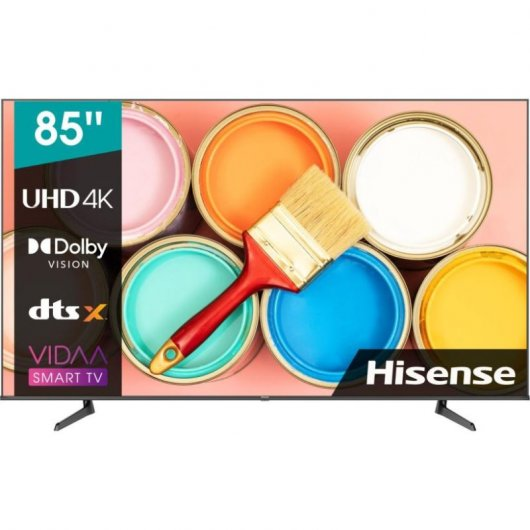 85"
UHD 4K
Dolby
VISION
dts x
VIDAA
SMART TV
Hisense